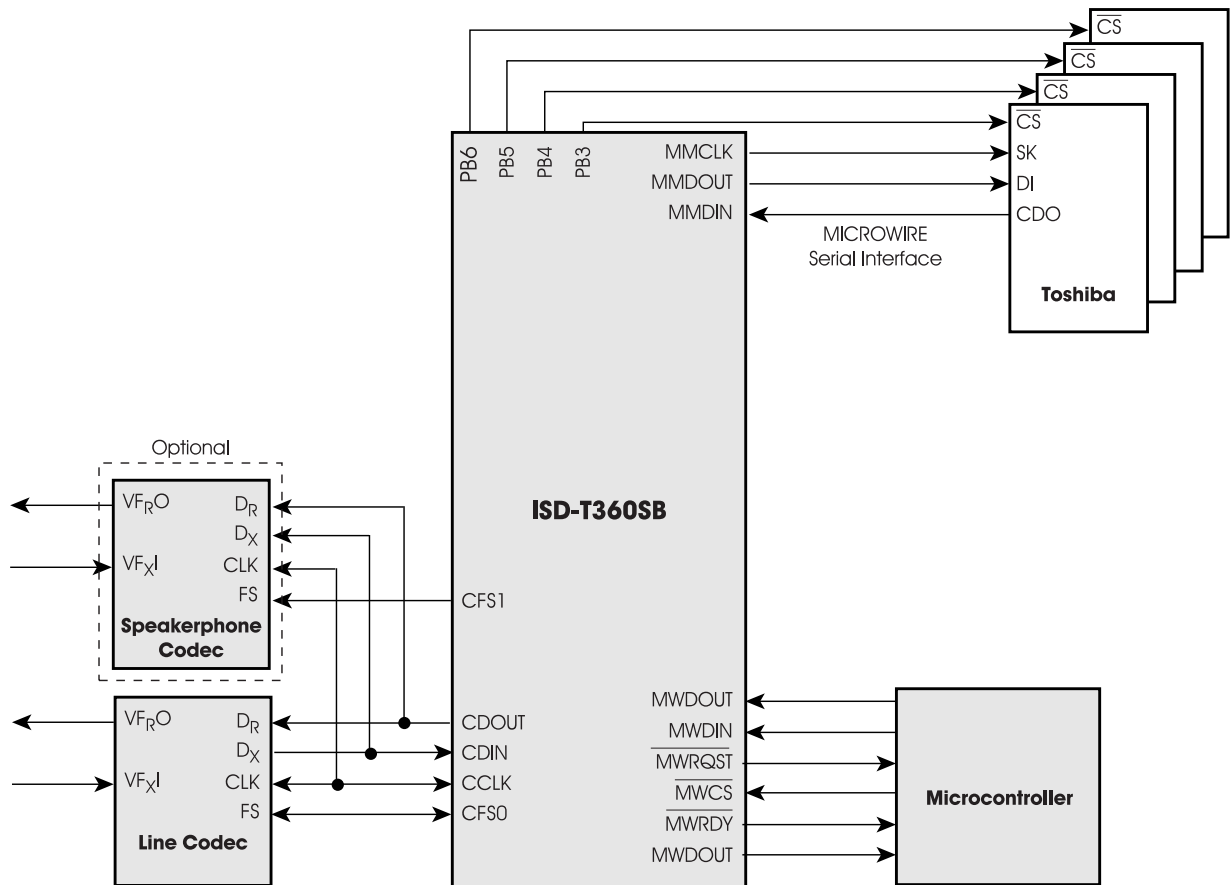 CS
CS
CS
CS
SK
DI
CDO
Toshiba
PB6
PB5
PB4
PB3
MMCLK
MMDOUT
MMDIN
MICROWIRE
Serial Interface
ISD-T360SB
Optional
VFRO
DR
DX
VFXI
CLK
FS
Speakerphone
Codec
CFS1
VFRO
DR
DX
VFXI
CLK
FS
Line Codec
CDOUT
CDIN
CCLK
CFS0
MWDOUT
MWDIN
MWRQST
MWCS
MWRDY
MWDOUT
Microcontroller